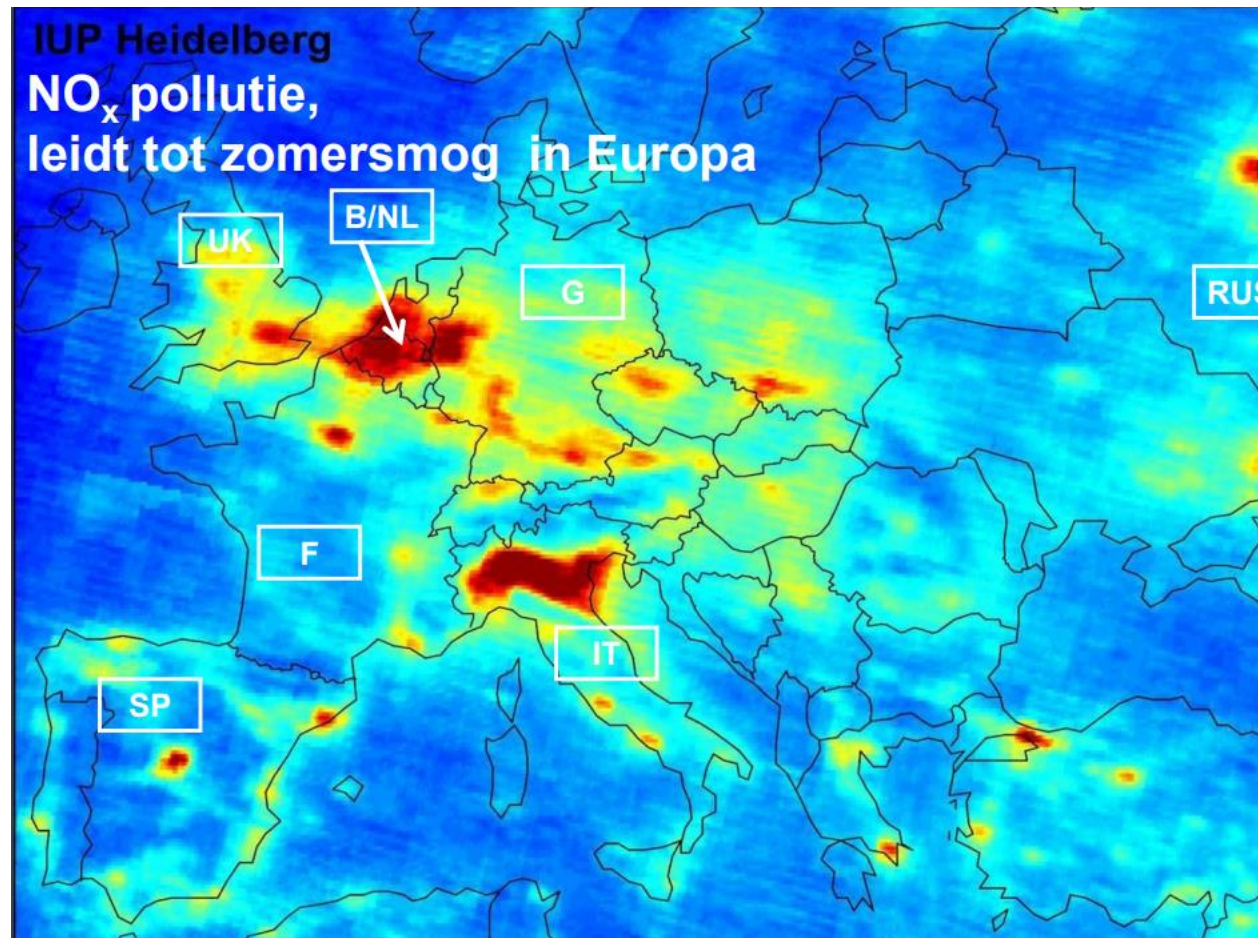 IUP Heidelberg
NOx pollutie,
leidt tot zomersmog in Europa
B/NL
UK
G
RUS
F
IT
SP